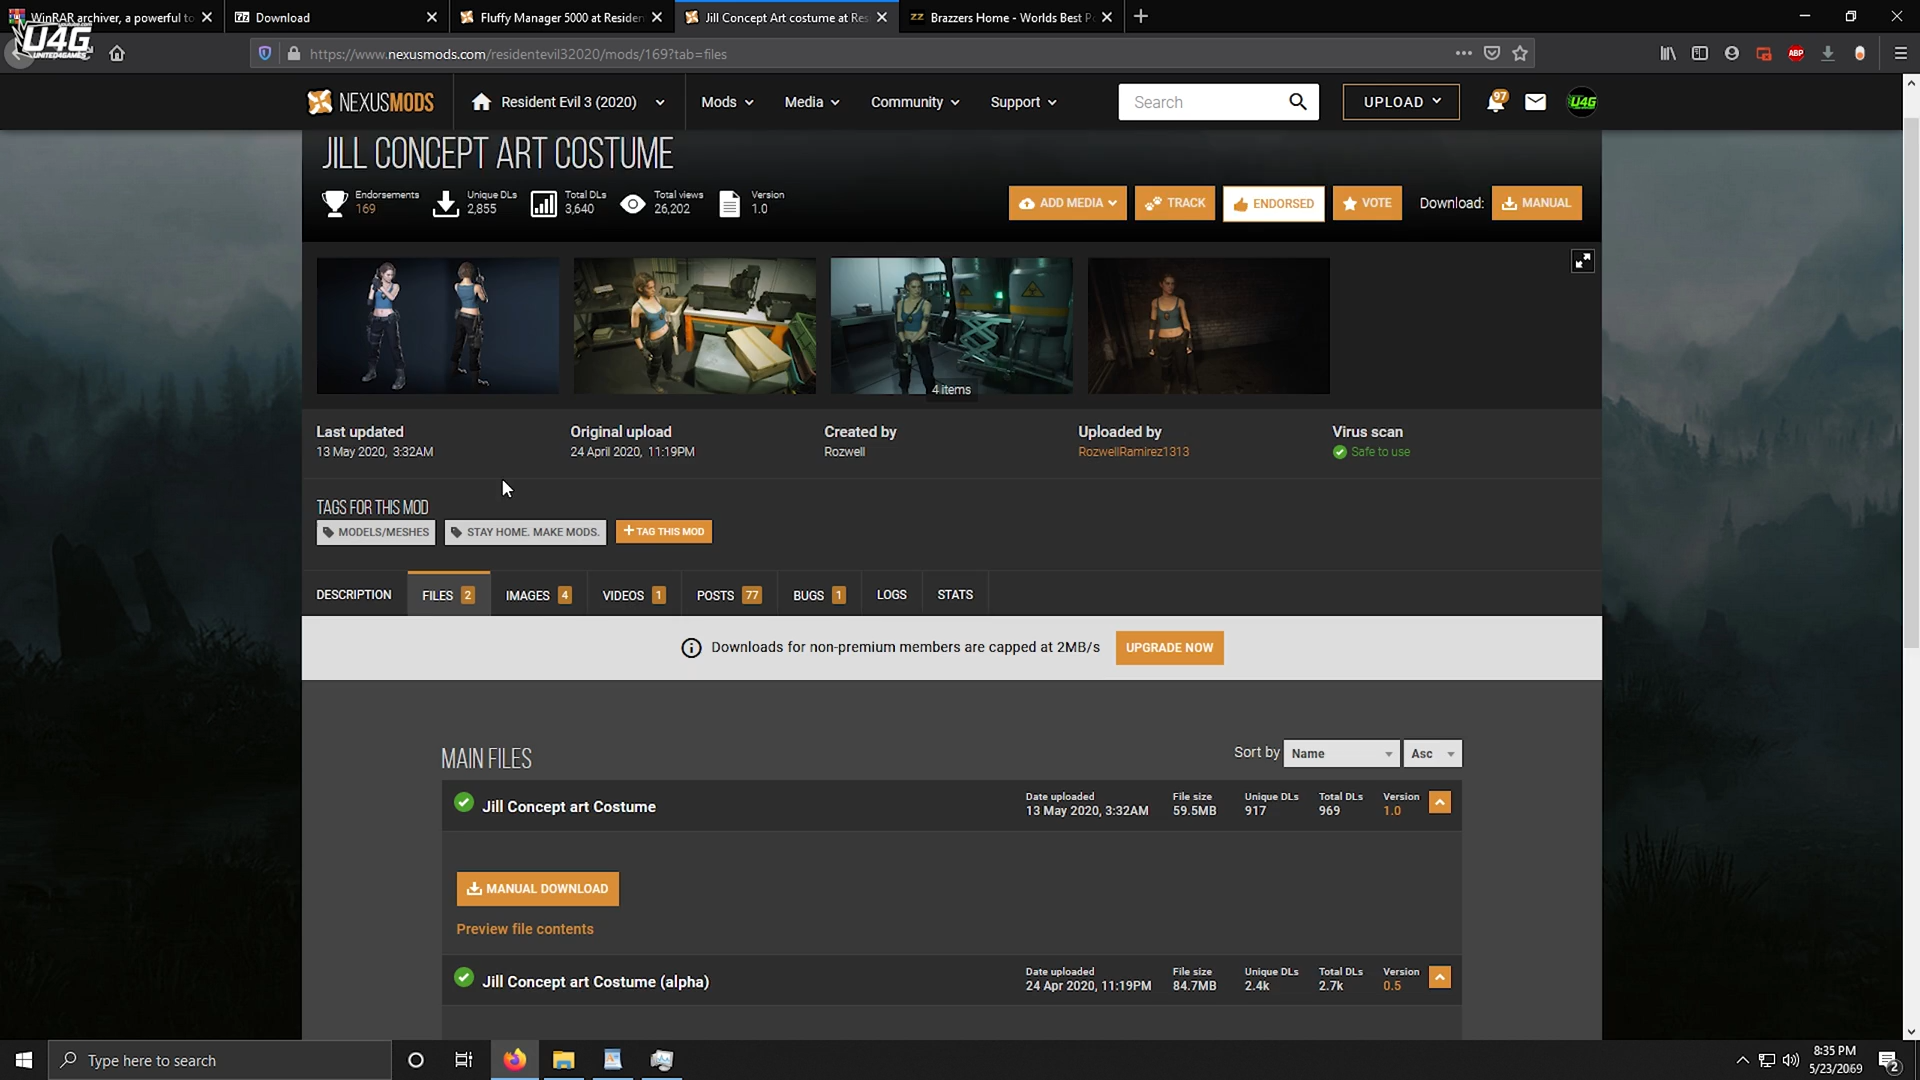 WinRAR archiver, a powerful to
Download
Fluffy Manager 5000 at Residen
Jill Concept Art costume at Res
ZZ Brazzers Home - Worlds Best P
U4G
UNITED4GAMES
https://www.nexusmods.com/residentevil32020/mods/169?tab=files
ABP
NEXUSMODS
Resident Evil 3 (2020)
Mods
Media
Community
Support
Search
UPLOAD
97
U4G
JILL CONCEPT ART COSTUME
Endorsements
169
Unique DLs
2,855
Total DLs
3,640
Total views
26,202
Version
1.0
ADD MEDIA
TRACK
ENDORSED
VOTE
Download:
MANUAL
4 items
Last updated
13 May 2020, 3:32AM
Original upload
24 April 2020, 11:19PM
Created by
Rozwell
Uploaded by
RozwellRamirez1313
Virus scan
Safe to use
TAGS FOR THIS MOD
MODELS/MESHES
STAY HOME. MAKE MODS.
TAG THIS MOD
DESCRIPTION
FILES 2
IMAGES 4
VIDEOS 1
POSTS 77
BUGS 1
LOGS
STATS
Downloads for non-premium members are capped at 2MB/s
UPGRADE NOW
MAIN FILES
Sort by
Name
Asc
Jill Concept art Costume
Date uploaded
13 May 2020, 3:32AM
File size
59.5MB
Unique DLs
917
Total DLs
969
Version
1.0
MANUAL DOWNLOAD
Preview file contents
Jill Concept art Costume (alpha)
Date uploaded
24 Apr 2020, 11:19PM
File size
84.7MB
Unique DLs
2.4k
Total DLs
2.7k
Version
0.5
Type here to search
8:35 PM
5/23/2069
2